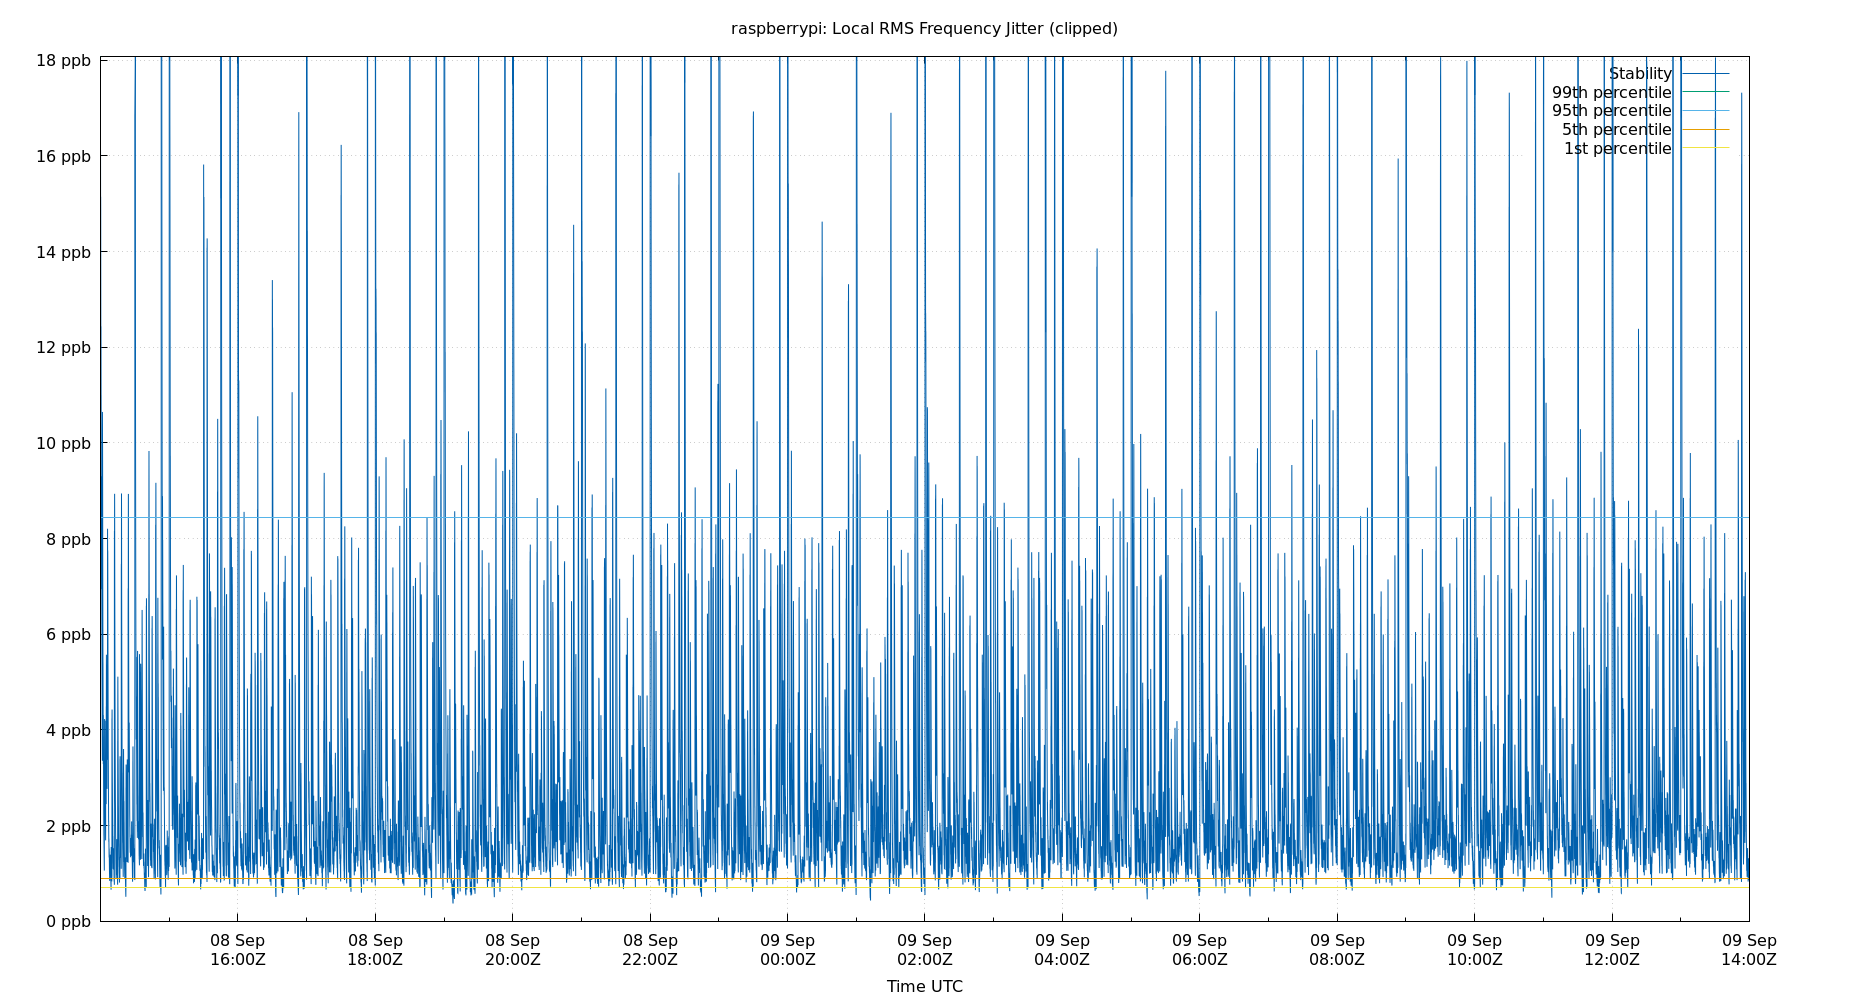 raspberrypi: Local RMS Frequency Jitter (clipped)
18 ppb
16 ppb
14 ppb
12 ppb
10 ppb
8 ppb
6 ppb
4 ppb
2 ppb
0 ppb
Stability
99th percentile
95th percentile
5th percentile
1st percentile
08 Sep 08 Sep 08 Sep 08 Sep 09 Sep 09 Sep 09 Sep 09 Sep 09 Sep 09 Sep 09 Sep 09 Sep
16:00Z 18:00Z 20:00Z 22:00Z 00:00Z 02:00Z 04:00Z 06:00Z 08:00Z 10:00Z 12:00Z 14:00Z
Time UTC